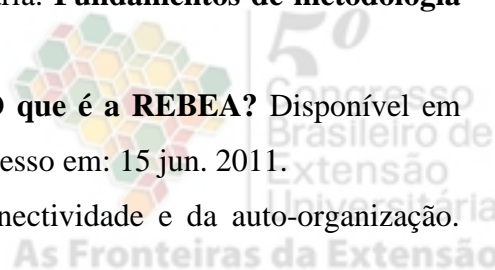 ria. Fundamentos de metodologia
5º
Congresso
O que é a REBEA? Disponível em
Brasileiro de
esso em: 15 jun. 2011.
Extensão
Universitária
nectividade e da auto-organização.
As Fronteiras da Extensão